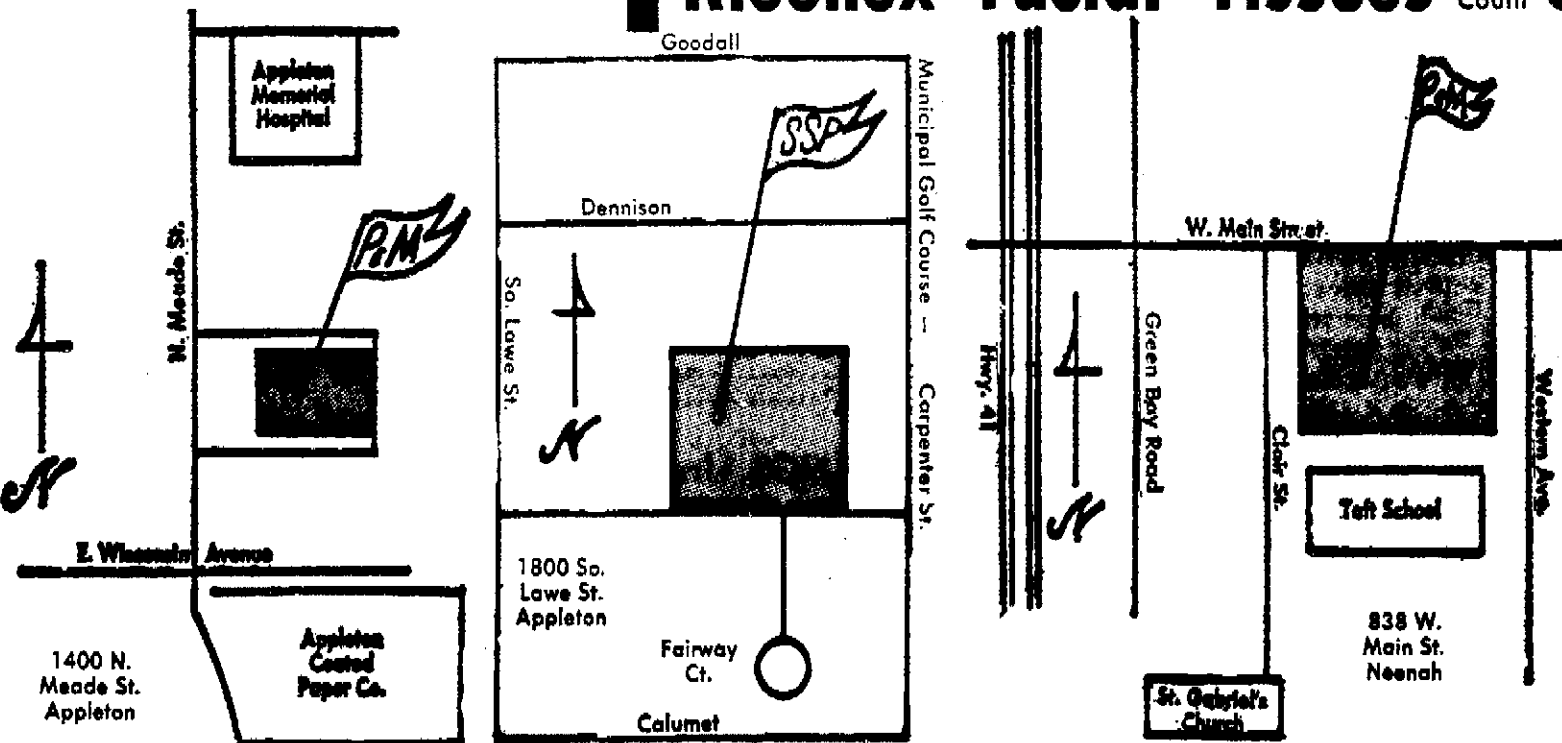 Kleenex Facial Tissues Count
Appleton
Memorial
Hospital
N. Meade St.
P&M
N
E. Wisconsin Avenue
1400 N.
Meade St.
Appleton
Appleton
Coated
Paper Co.
Goodall
Municipal Golf Course — Carpenter St.
SSP
Dennison
So. Lawe St.
N
1800 So.
Lawe St.
Appleton
Fairway
Ct.
Calumet
P&M
W. Main Street
Hwy. 41
Green Bay Road
N
Clair St.
Western Ave.
Taft School
838 W.
Main St.
Neenah
St. Gabriel's
Church